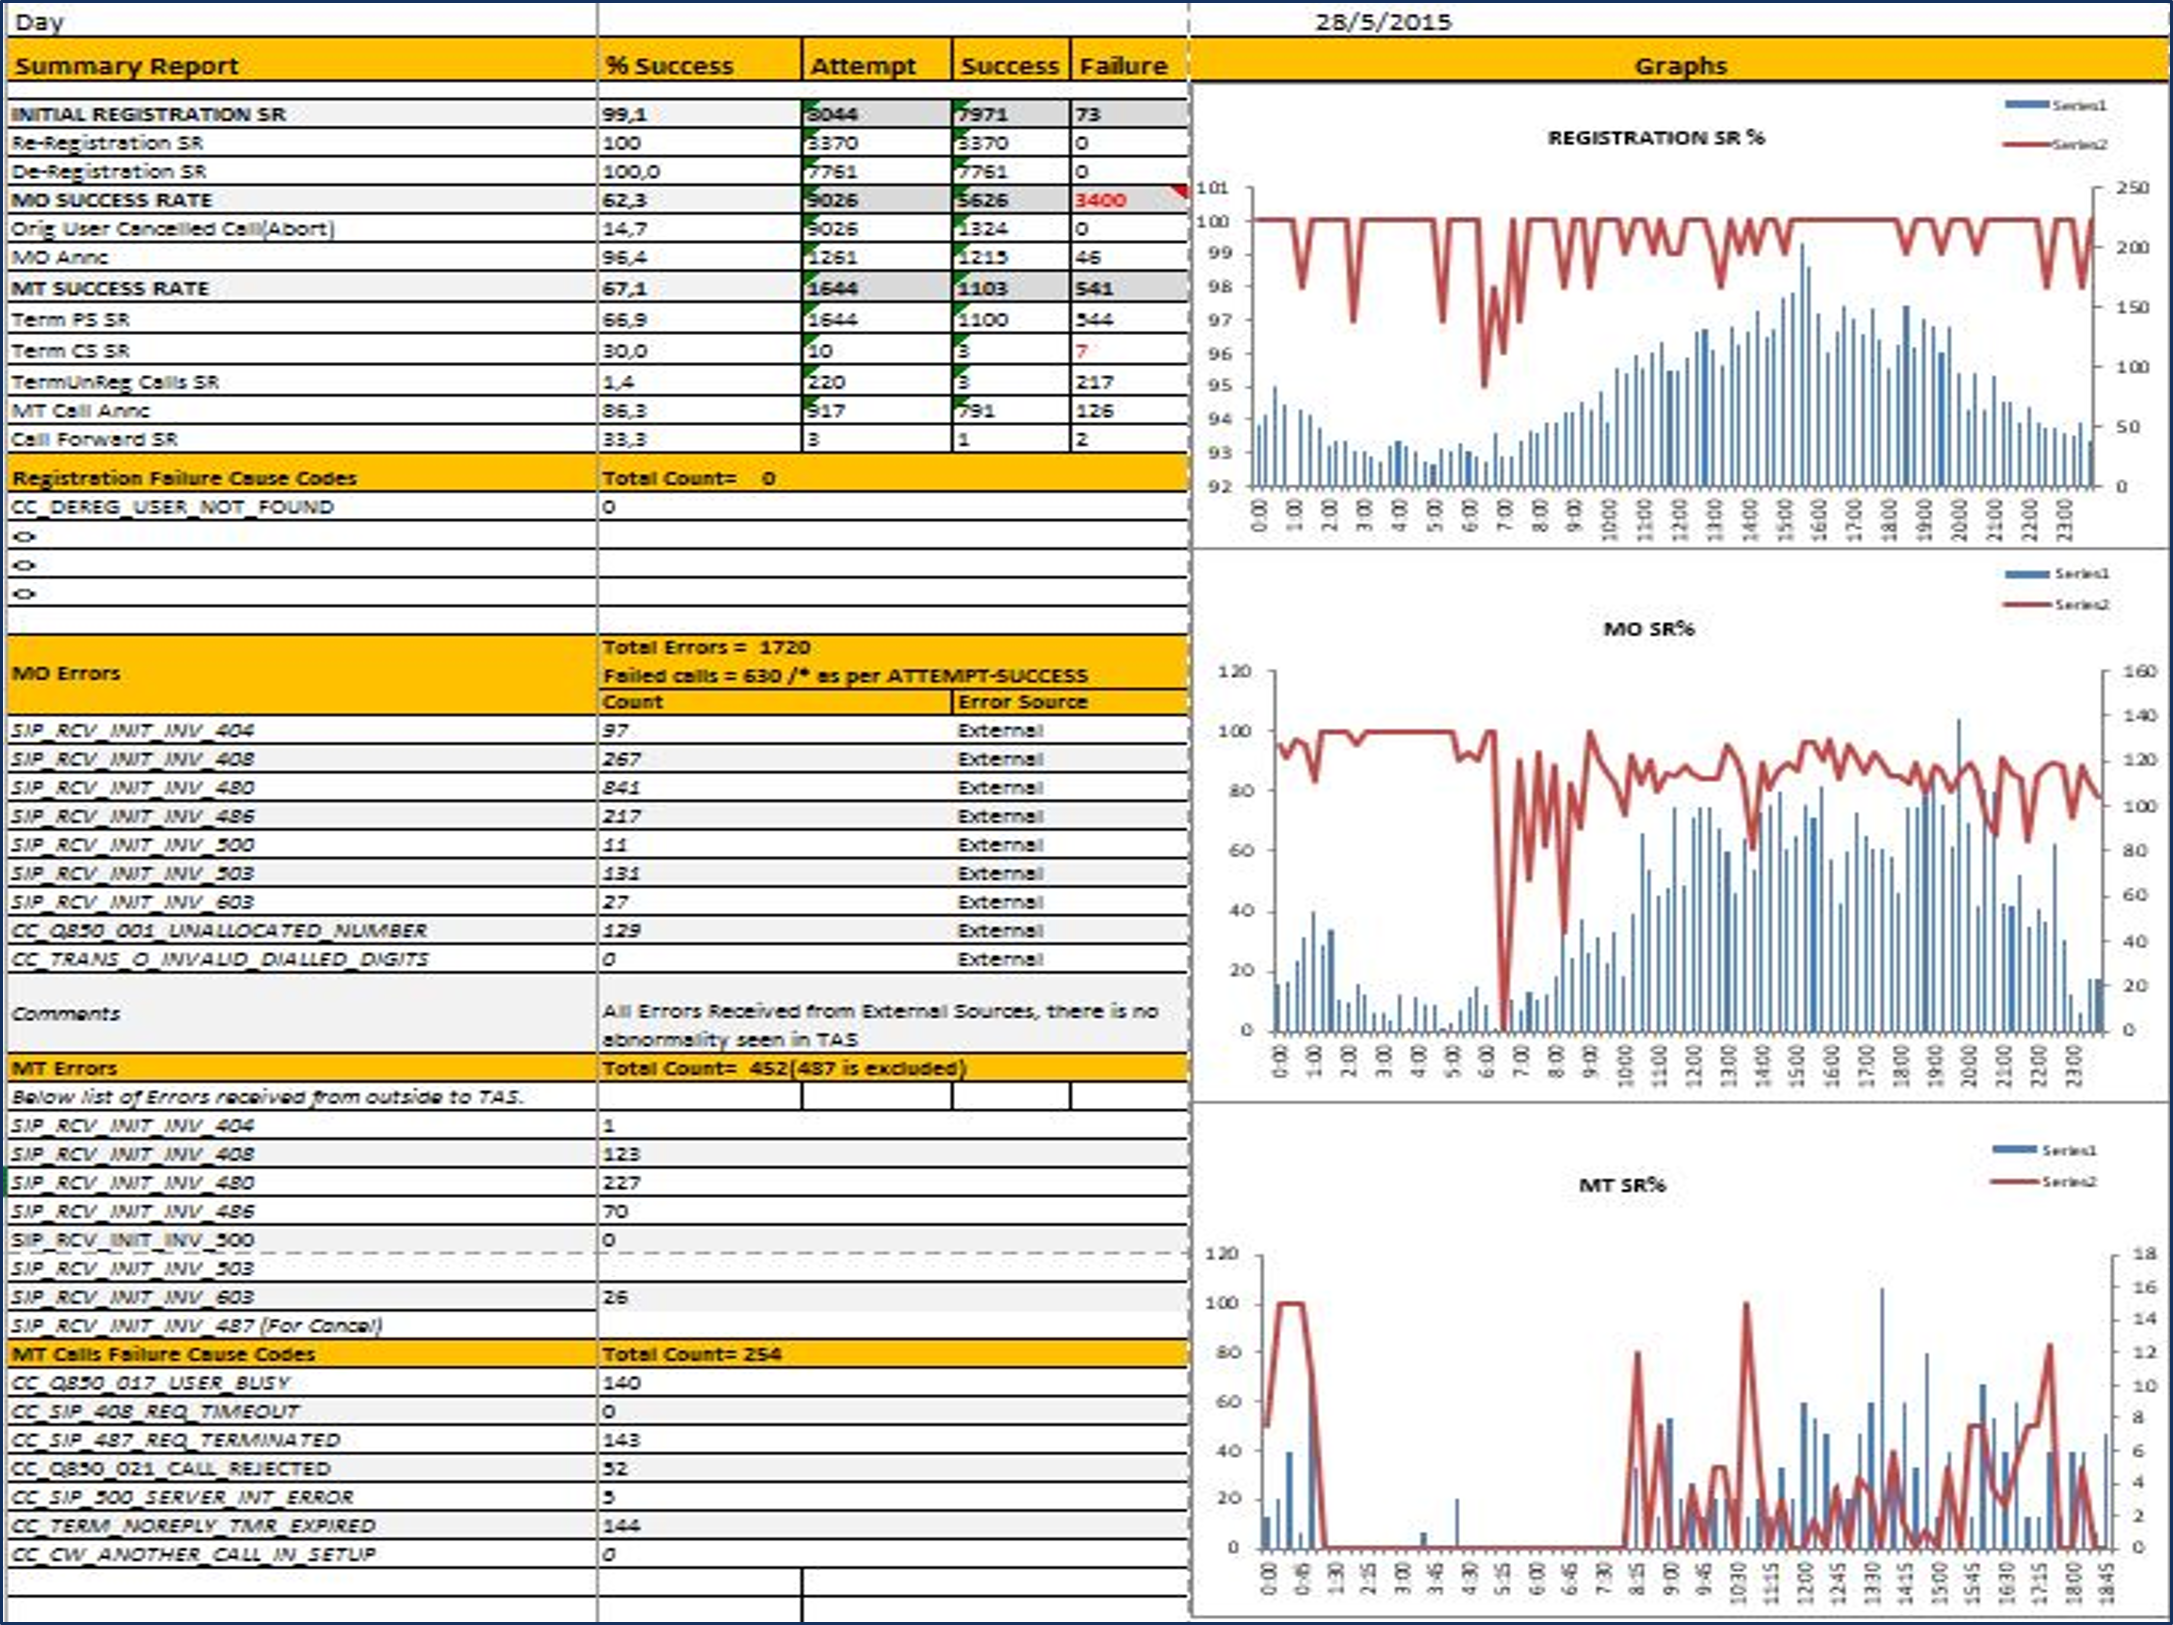 Day 28/5/2015
Summary Report % Success Attempt Success Failure Graphs
INITIAL REGISTRATION SR 99,1 8044 7971 73
Re-Registration SR 100 3370 3370 0
De-Registration SR 100,0 7761 7761 0
MO SUCCESS RATE 62,3 9026 5626 3400
Orig User Cancelled Call(Abort) 14,7 9026 1324 0
MO Annc 96,4 1261 1215 46
MT SUCCESS RATE 67,1 1644 1103 541
Term PS SR 66,9 1644 1100 544
Term CS SR 30,0 10 3 7
TermUnReg Calls SR 1,4 220 3 217
MT Call Annc 86,3 917 791 126
Call Forward SR 33,3 3 1 2
Registration Failure Cause Codes Total Count= 0
CC_DEREG_USER_NOT_FOUND 0
<>
<>
<>
MO Errors
Total Errors = 1720
Failed calls = 630 /* as per ATTEMPT-SUCCESS
Count Error Source
SIP_RCV_INIT_INV_404 97 External
SIP_RCV_INIT_INV_408 267 External
SIP_RCV_INIT_INV_480 841 External
SIP_RCV_INIT_INV_486 217 External
SIP_RCV_INIT_INV_500 11 External
SIP_RCV_INIT_INV_503 131 External
SIP_RCV_INIT_INV_603 27 External
CC_Q850_001_UNALLOCATED_NUMBER 129 External
CC_TRANS_O_INVALID_DIALLED_DIGITS 0 External
Comments
All Errors Received from External Sources, there is no
abnormality seen in TAS
MT Errors Total Count= 452(487 is excluded)
Below list of Errors received from outside to TAS.
SIP_RCV_INIT_INV_404 1
SIP_RCV_INIT_INV_408 123
SIP_RCV_INIT_INV_480 227
SIP_RCV_INIT_INV_486 70
SIP_RCV_INIT_INV_500 0
SIP_RCV_INIT_INV_503
SIP_RCV_INIT_INV_603 26
SIP_RCV_INIT_INV_487 (For Cancel)
MT Calls Failure Cause Codes Total Count= 254
CC_Q850_017_USER_BUSY 140
CC_SIP_408_REQ_TIMEOUT 0
CC_SIP_487_REQ_TERMINATED 143
CC_Q850_021_CALL_REJECTED 52
CC_SIP_500_SERVER_INT_ERROR 5
CC_TERM_NOREPLY_TMR_EXPIRED 144
CC_CW_ANOTHER_CALL_IN_SETUP 0
Series1
REGISTRATION SR %
Series2
101 250
100
99 200
98
97 150
96
95 100
94
93 50
92 0
0:00 1:00 2:00 3:00 4:00 5:00 6:00 7:00 8:00 9:00 10:00 11:00 12:00 13:00 14:00 15:00 16:00 17:00 18:00 19:00 20:00 21:00 22:00 23:00
Series1
Series2
MO SR%
120 160
140
100
120
80
100
60 80
60
40
40
20
20
0 0
0:00 1:00 2:00 3:00 4:00 5:00 6:00 7:00 8:00 9:00 10:00 11:00 12:00 13:00 14:00 15:00 16:00 17:00 18:00 19:00 20:00 21:00 22:00 23:00
Series1
MT SR%
Series2
120 18
16
100
14
80 12
10
60
8
40 6
4
20
2
0 0
0:00 0:45 1:30 2:15 3:00 3:45 4:30 5:15 6:00 6:45 7:30 8:15 9:00 9:45 10:30 11:15 12:00 12:45 13:30 14:15 15:00 15:45 16:30 17:15 18:00 18:45